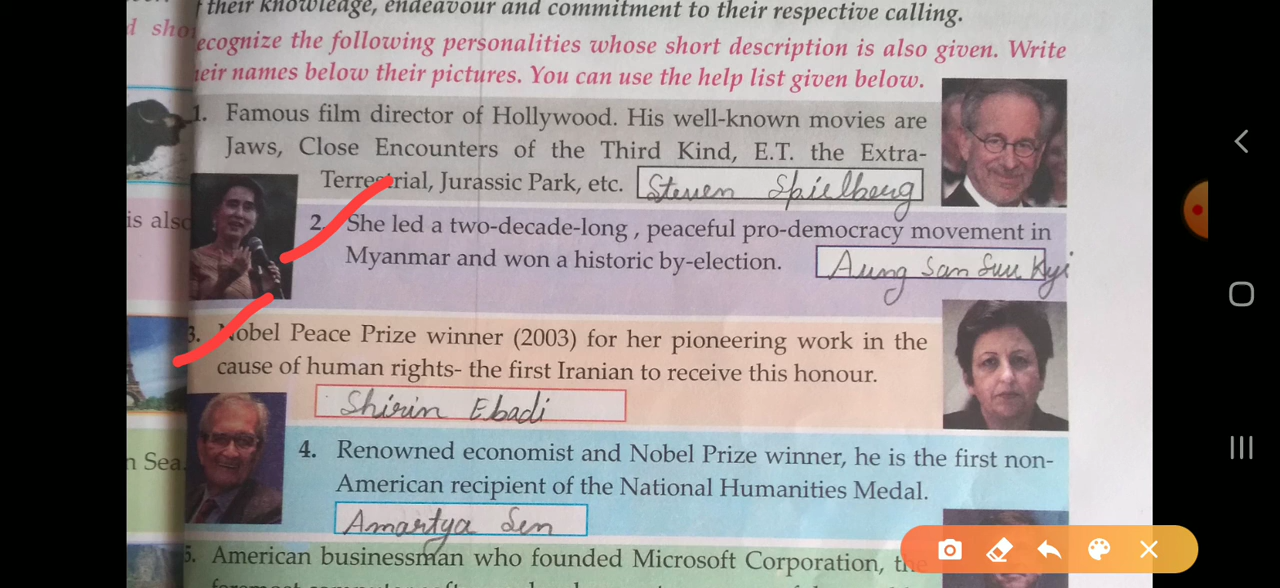 their knowledge, endeavour and commitment to their respective calling.
d sho
ecognize the following personalities whose short description is also given. Write
eir names below their pictures. You can use the help list given below.
1. Famous film director of Hollywood. His well-known movies are
Jaws, Close Encounters of the Third Kind, E.T. the Extra-
Terrestrial, Jurassic Park, etc. Steven Spielberg
is also
2. She led a two-decade-long , peaceful pro-democracy movement in
Myanmar and won a historic by-election. Aung San Suu Kyi
3. Nobel Peace Prize winner (2003) for her pioneering work in the
cause of human rights- the first Iranian to receive this honour.
Shirin Ebadi
4. Renowned economist and Nobel Prize winner, he is the first non-
n Sea.
American recipient of the National Humanities Medal.
Amartya Sen
5. American businessman who founded Microsoft Corporation, the